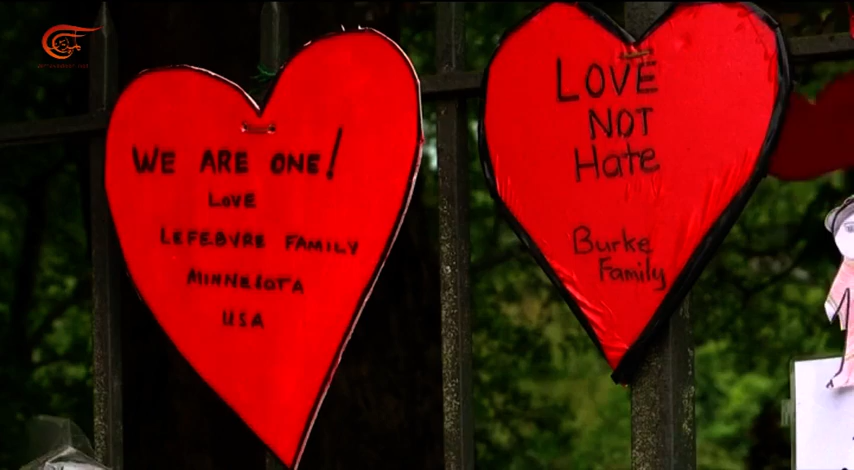 WE ARE ONE!
LOVE
LEFEBVRE FAMILY
MINNESOTA
USA
LOVE
NOT
Hate
Burke
Family